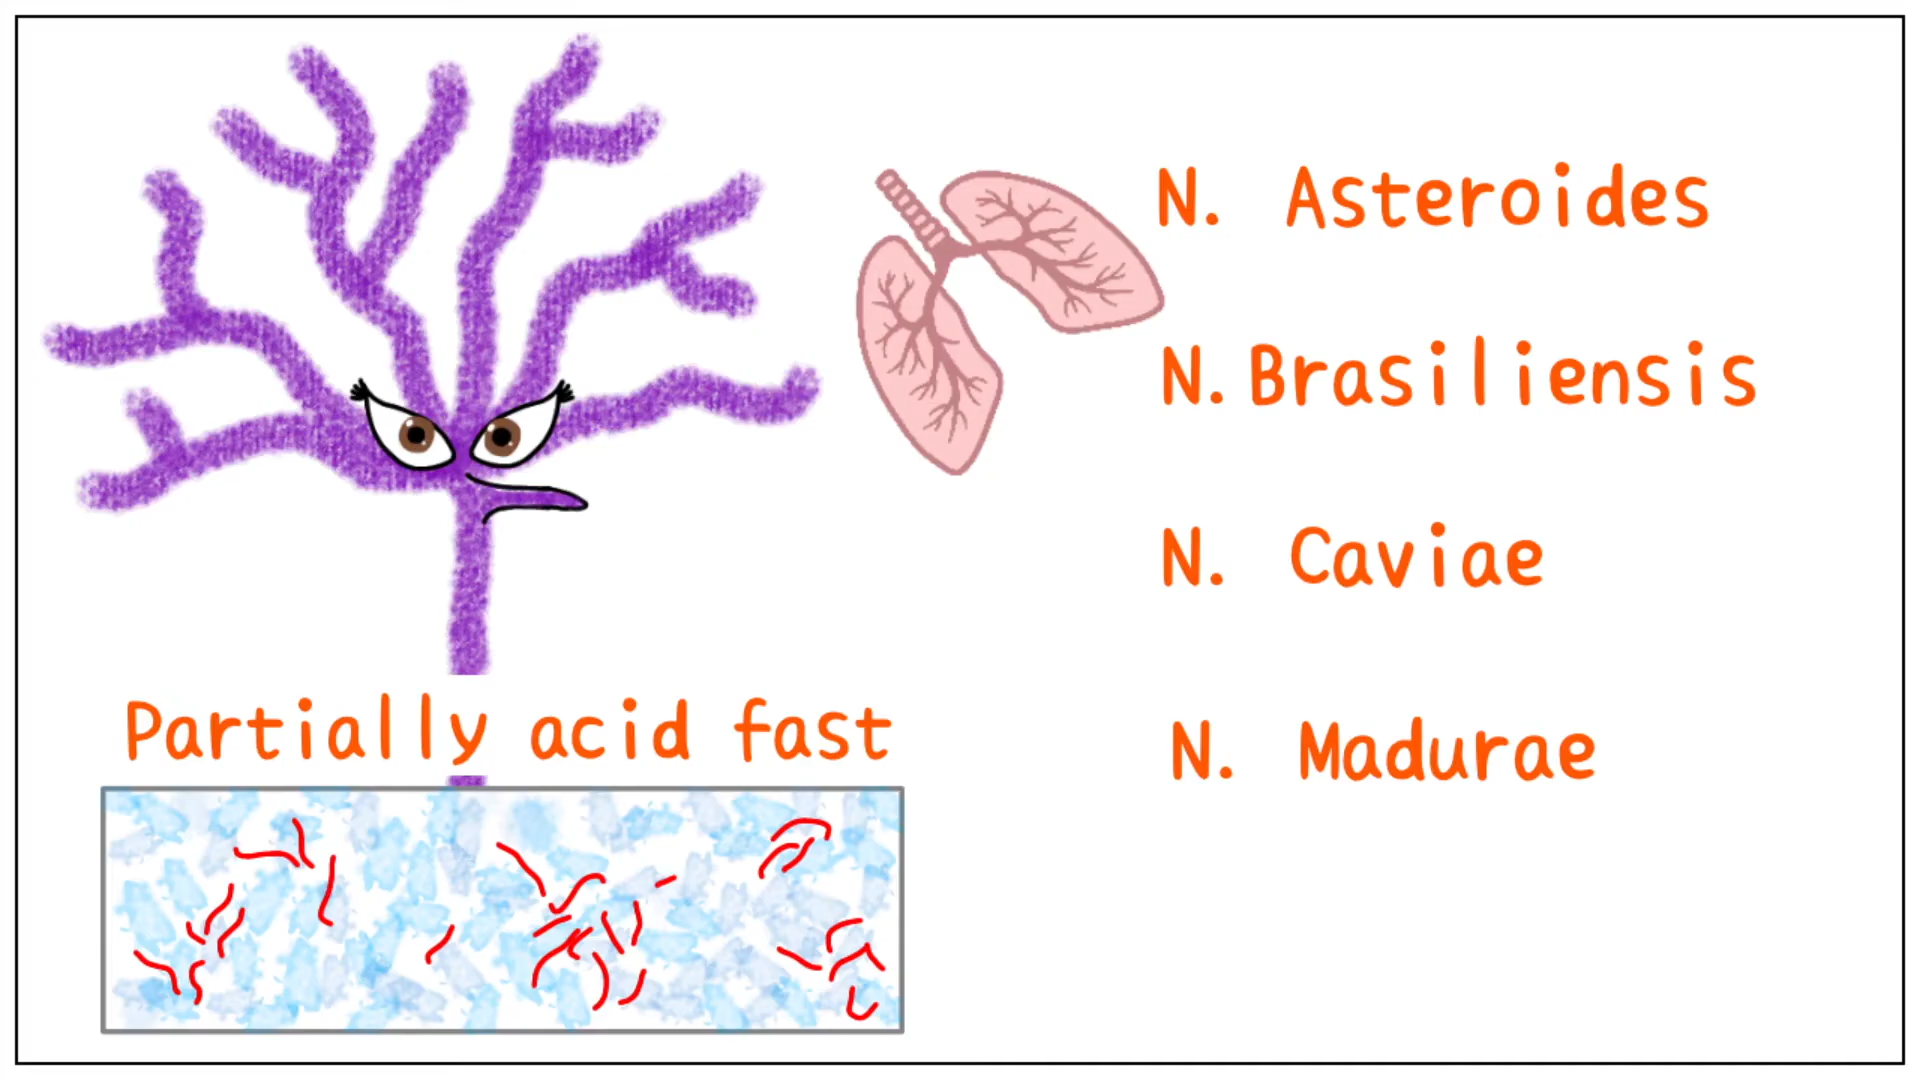 N. Asteroides
N. Brasiliensis
N. Caviae
N. Madurae
Partially acid fast